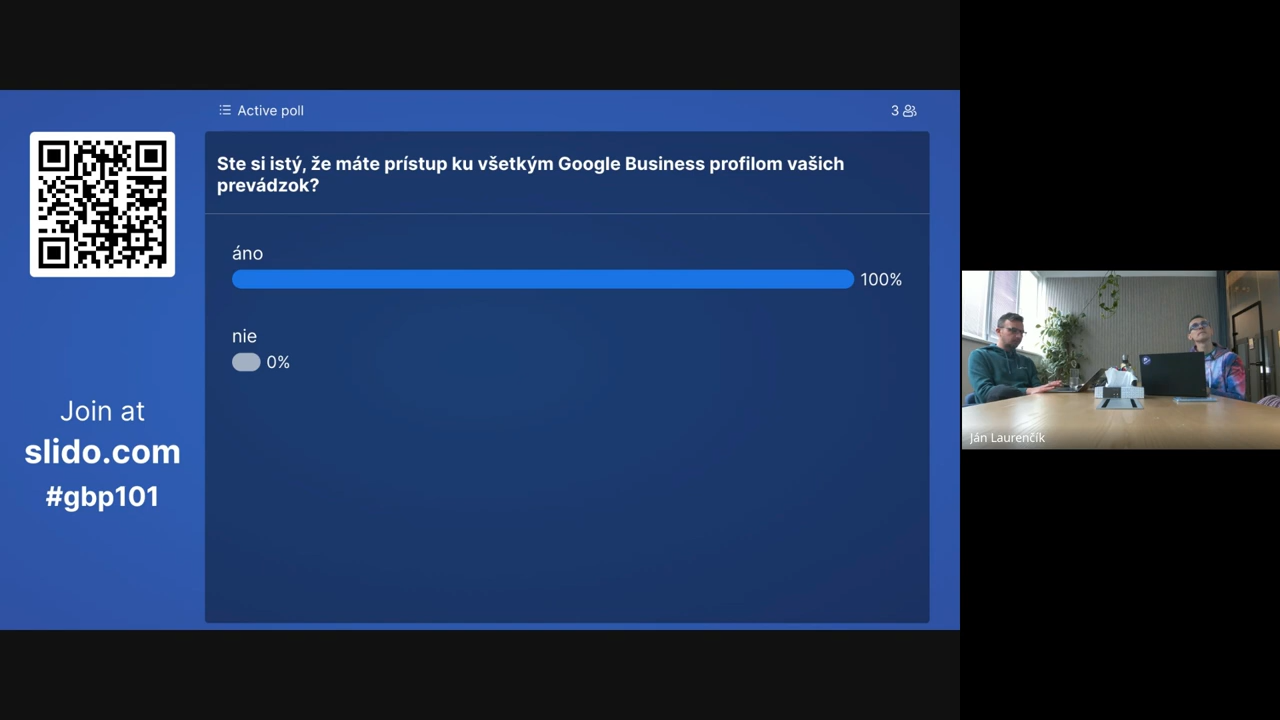 Active poll
3
Ste si istý, že máte prístup ku všetkým Google Business profilom vašich
prevádzok?
áno
100%
nie
0%
Join at
slido.com
#gbp101
Ján Laurenčík